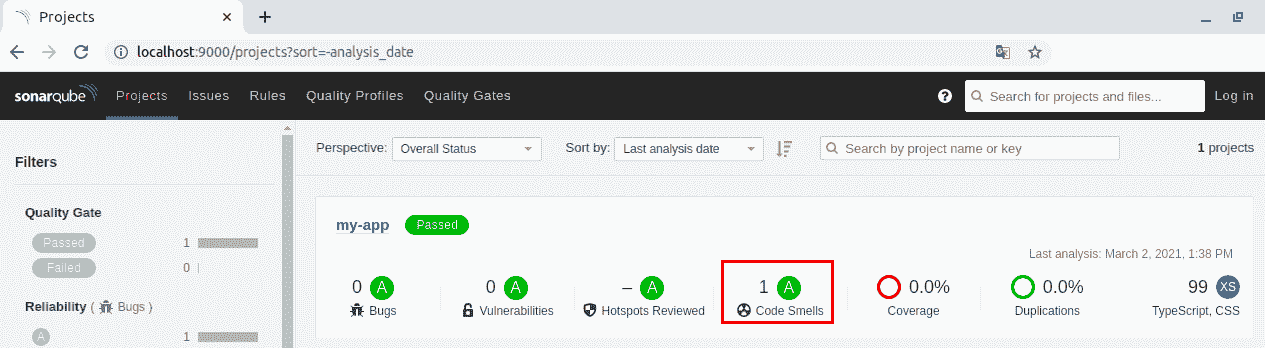 Projects
localhost:9000/projects?sort=-analysis_date
sonarqube Projects Issues Rules Quality Profiles Quality Gates ? Search for projects and files... Log in
Perspective: Overall Status Sort by: Last analysis date Search by project name or key 1 projects
Filters
Quality Gate
Passed 1
Failed 0
Reliability ( Bugs )
A 1
my-app Passed
Last analysis: March 2, 2021, 1:38 PM
0 A 0 A – A 1 A 0.0% 0.0% 99 XS
Bugs Vulnerabilities Hotspots Reviewed Code Smells Coverage Duplications TypeScript, CSS